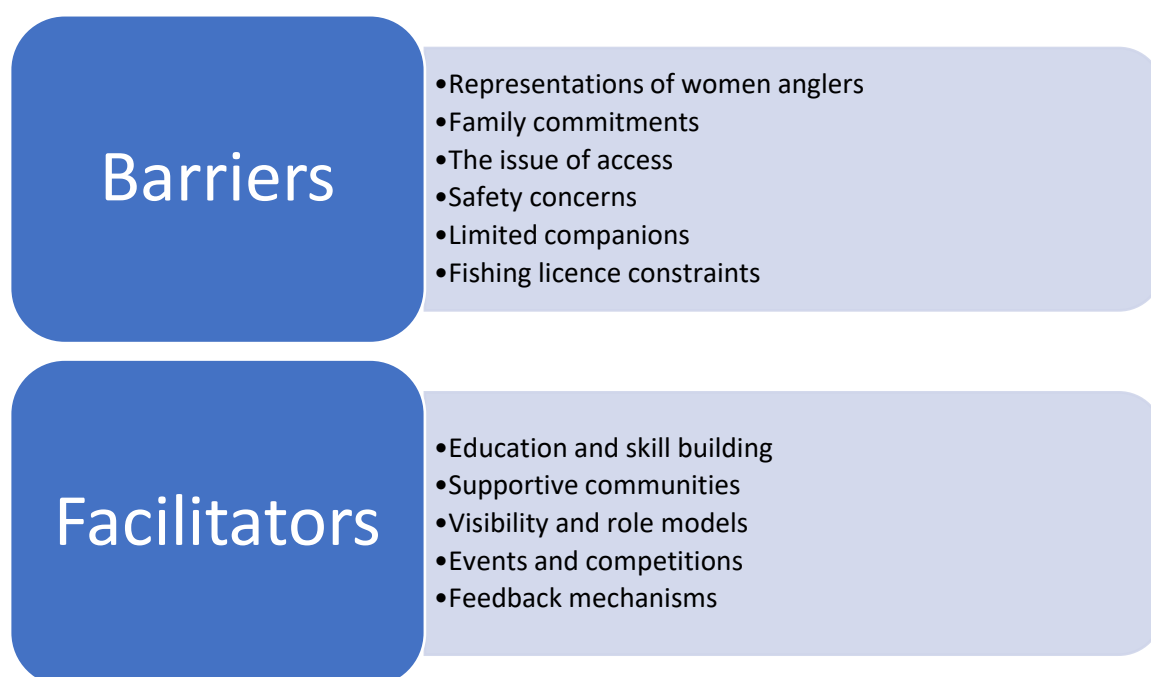 Barriers
•Representations of women anglers
•Family commitments
•The issue of access
•Safety concerns
•Limited companions
•Fishing licence constraints
Facilitators
•Education and skill building
•Supportive communities
•Visibility and role models
•Events and competitions
•Feedback mechanisms